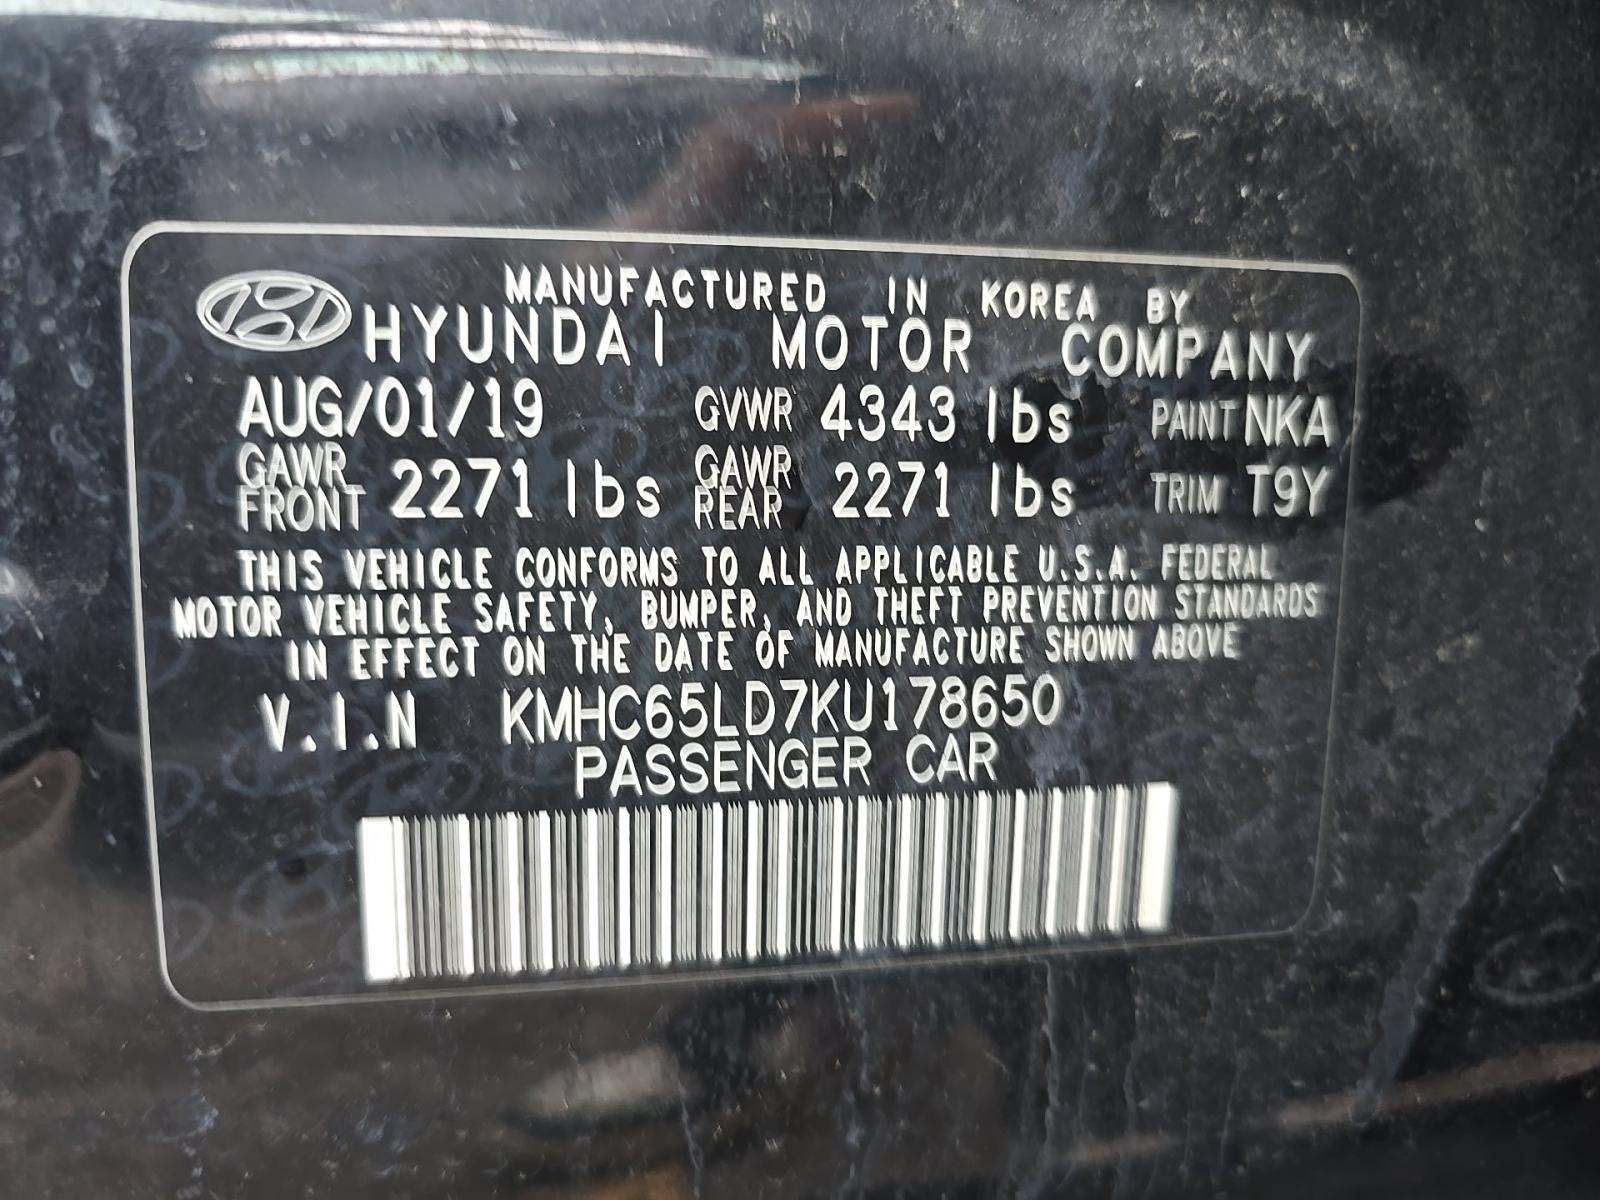 MANUFACTURED IN KOREA BY
HYUNDAI MOTOR COMPANY
AUG/01/19 GVWR 4343 lbs PAINT NKA
GAWR FRONT 2271 lbs GAWR REAR 2271 lbs TRIM T9Y
THIS VEHICLE CONFORMS TO ALL APPLICABLE U.S.A. FEDERAL
MOTOR VEHICLE SAFETY, BUMPER, AND THEFT PREVENTION STANDARDS
IN EFFECT ON THE DATE OF MANUFACTURE SHOWN ABOVE
V.I.N KMHC65LD7KU178650
PASSENGER CAR